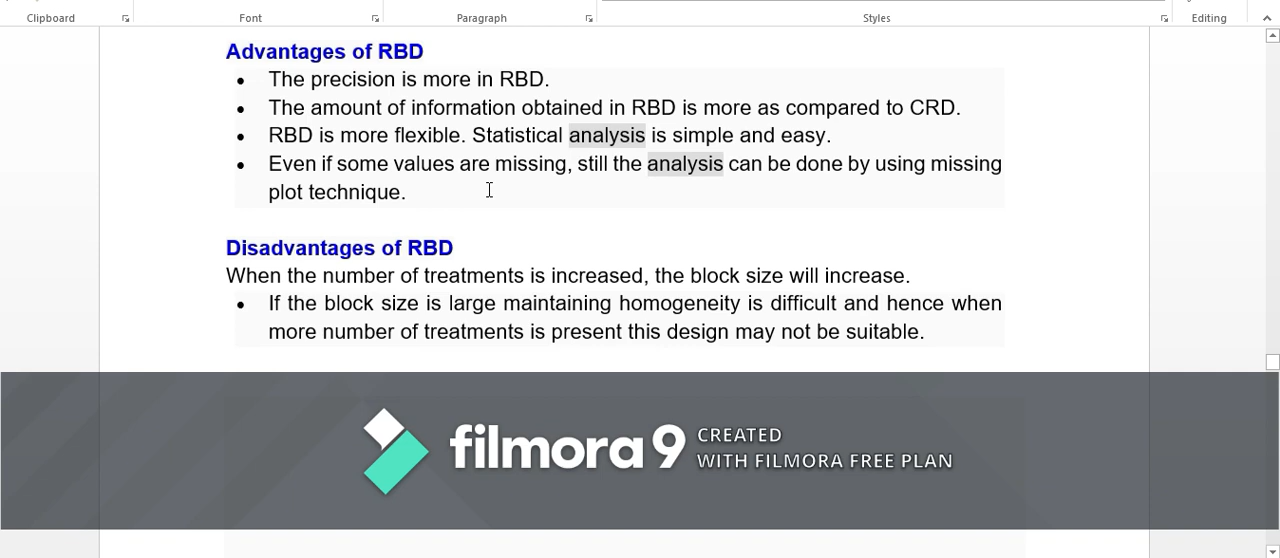 Clipboard Font Paragraph Styles Editing
Advantages of RBD
• The precision is more in RBD.
• The amount of information obtained in RBD is more as compared to CRD.
• RBD is more flexible. Statistical analysis is simple and easy.
• Even if some values are missing, still the analysis can be done by using missing
plot technique.
Disadvantages of RBD
When the number of treatments is increased, the block size will increase.
• If the block size is large maintaining homogeneity is difficult and hence when
more number of treatments is present this design may not be suitable.
filmora 9 CREATED
WITH FILMORA FREE PLAN